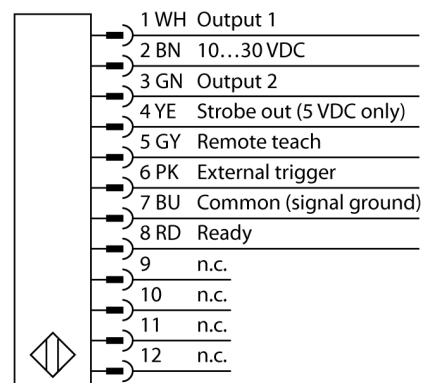 1 WH Output 1
2 BN 10...30 VDC
3 GN Output 2
4 YE Strobe out (5 VDC only)
5 GY Remote teach
6 PK External trigger
7 BU Common (signal ground)
8 RD Ready
9 n.c.
10 n.c.
11 n.c.
12 n.c.